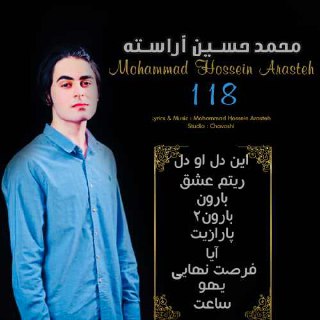 محمد حسین آراسته
Mohammad Hossein Arasteh
118
Lyrics & Music : Mohammad Hossein Arasteh
Studio : Chavoshi
این دل او دل
ریتم عشق
بارون
بارون۲
پارازیت
آیا
فرصت نهایی
یهو
ساعت